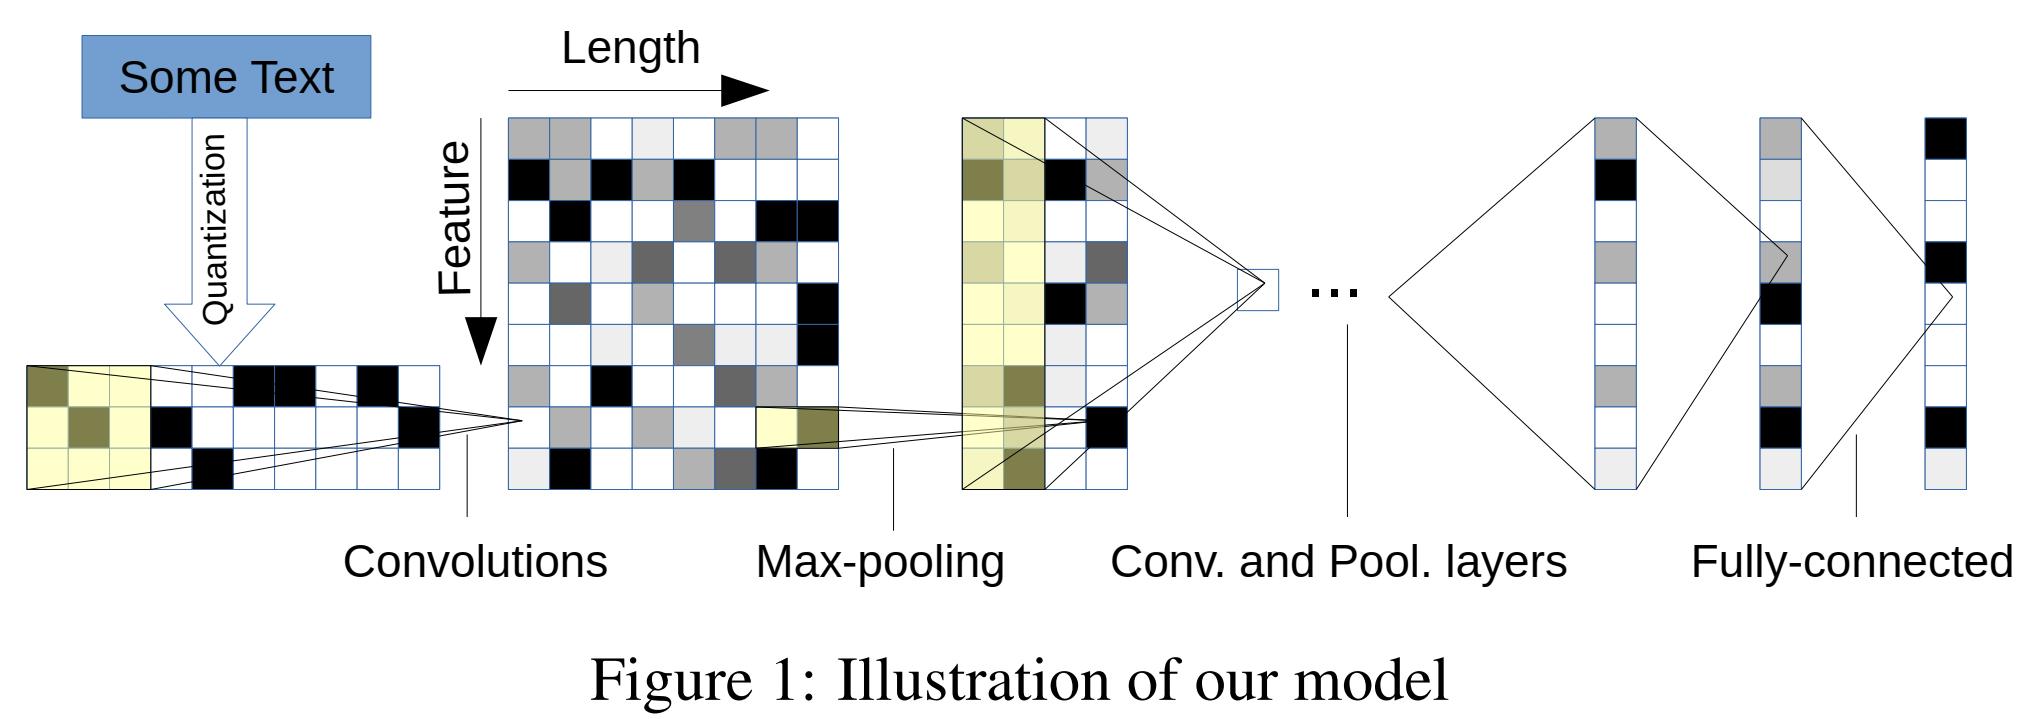 Some Text
Quantization
Length
Feature
...
Convolutions
Max-pooling
Conv. and Pool. layers
Fully-connected
Figure 1: Illustration of our model